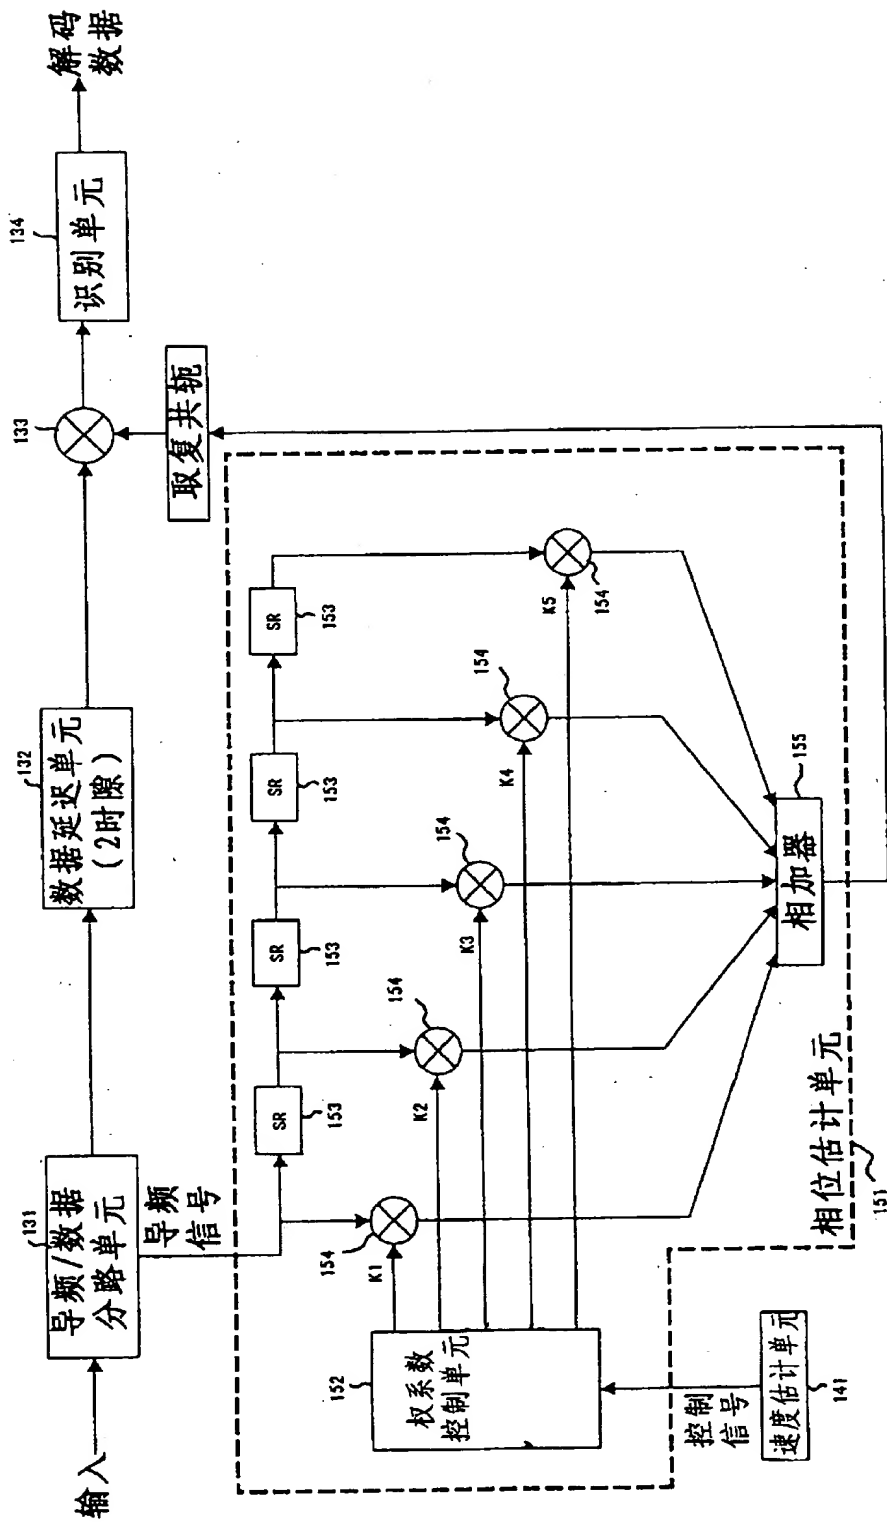 输入
131
导频/数据
分路单元
132
数据延迟单元
(2时隙)
133
134
识别单元
解码
数据
导频
信号
取复共轭
SR
153
SR
153
SR
153
SR
153
154
K1
154
K2
154
K3
154
K4
154
K5
152
权系数
控制单元
155
相加器
相位估计单元
151
控制
信号
速度估计单元
141